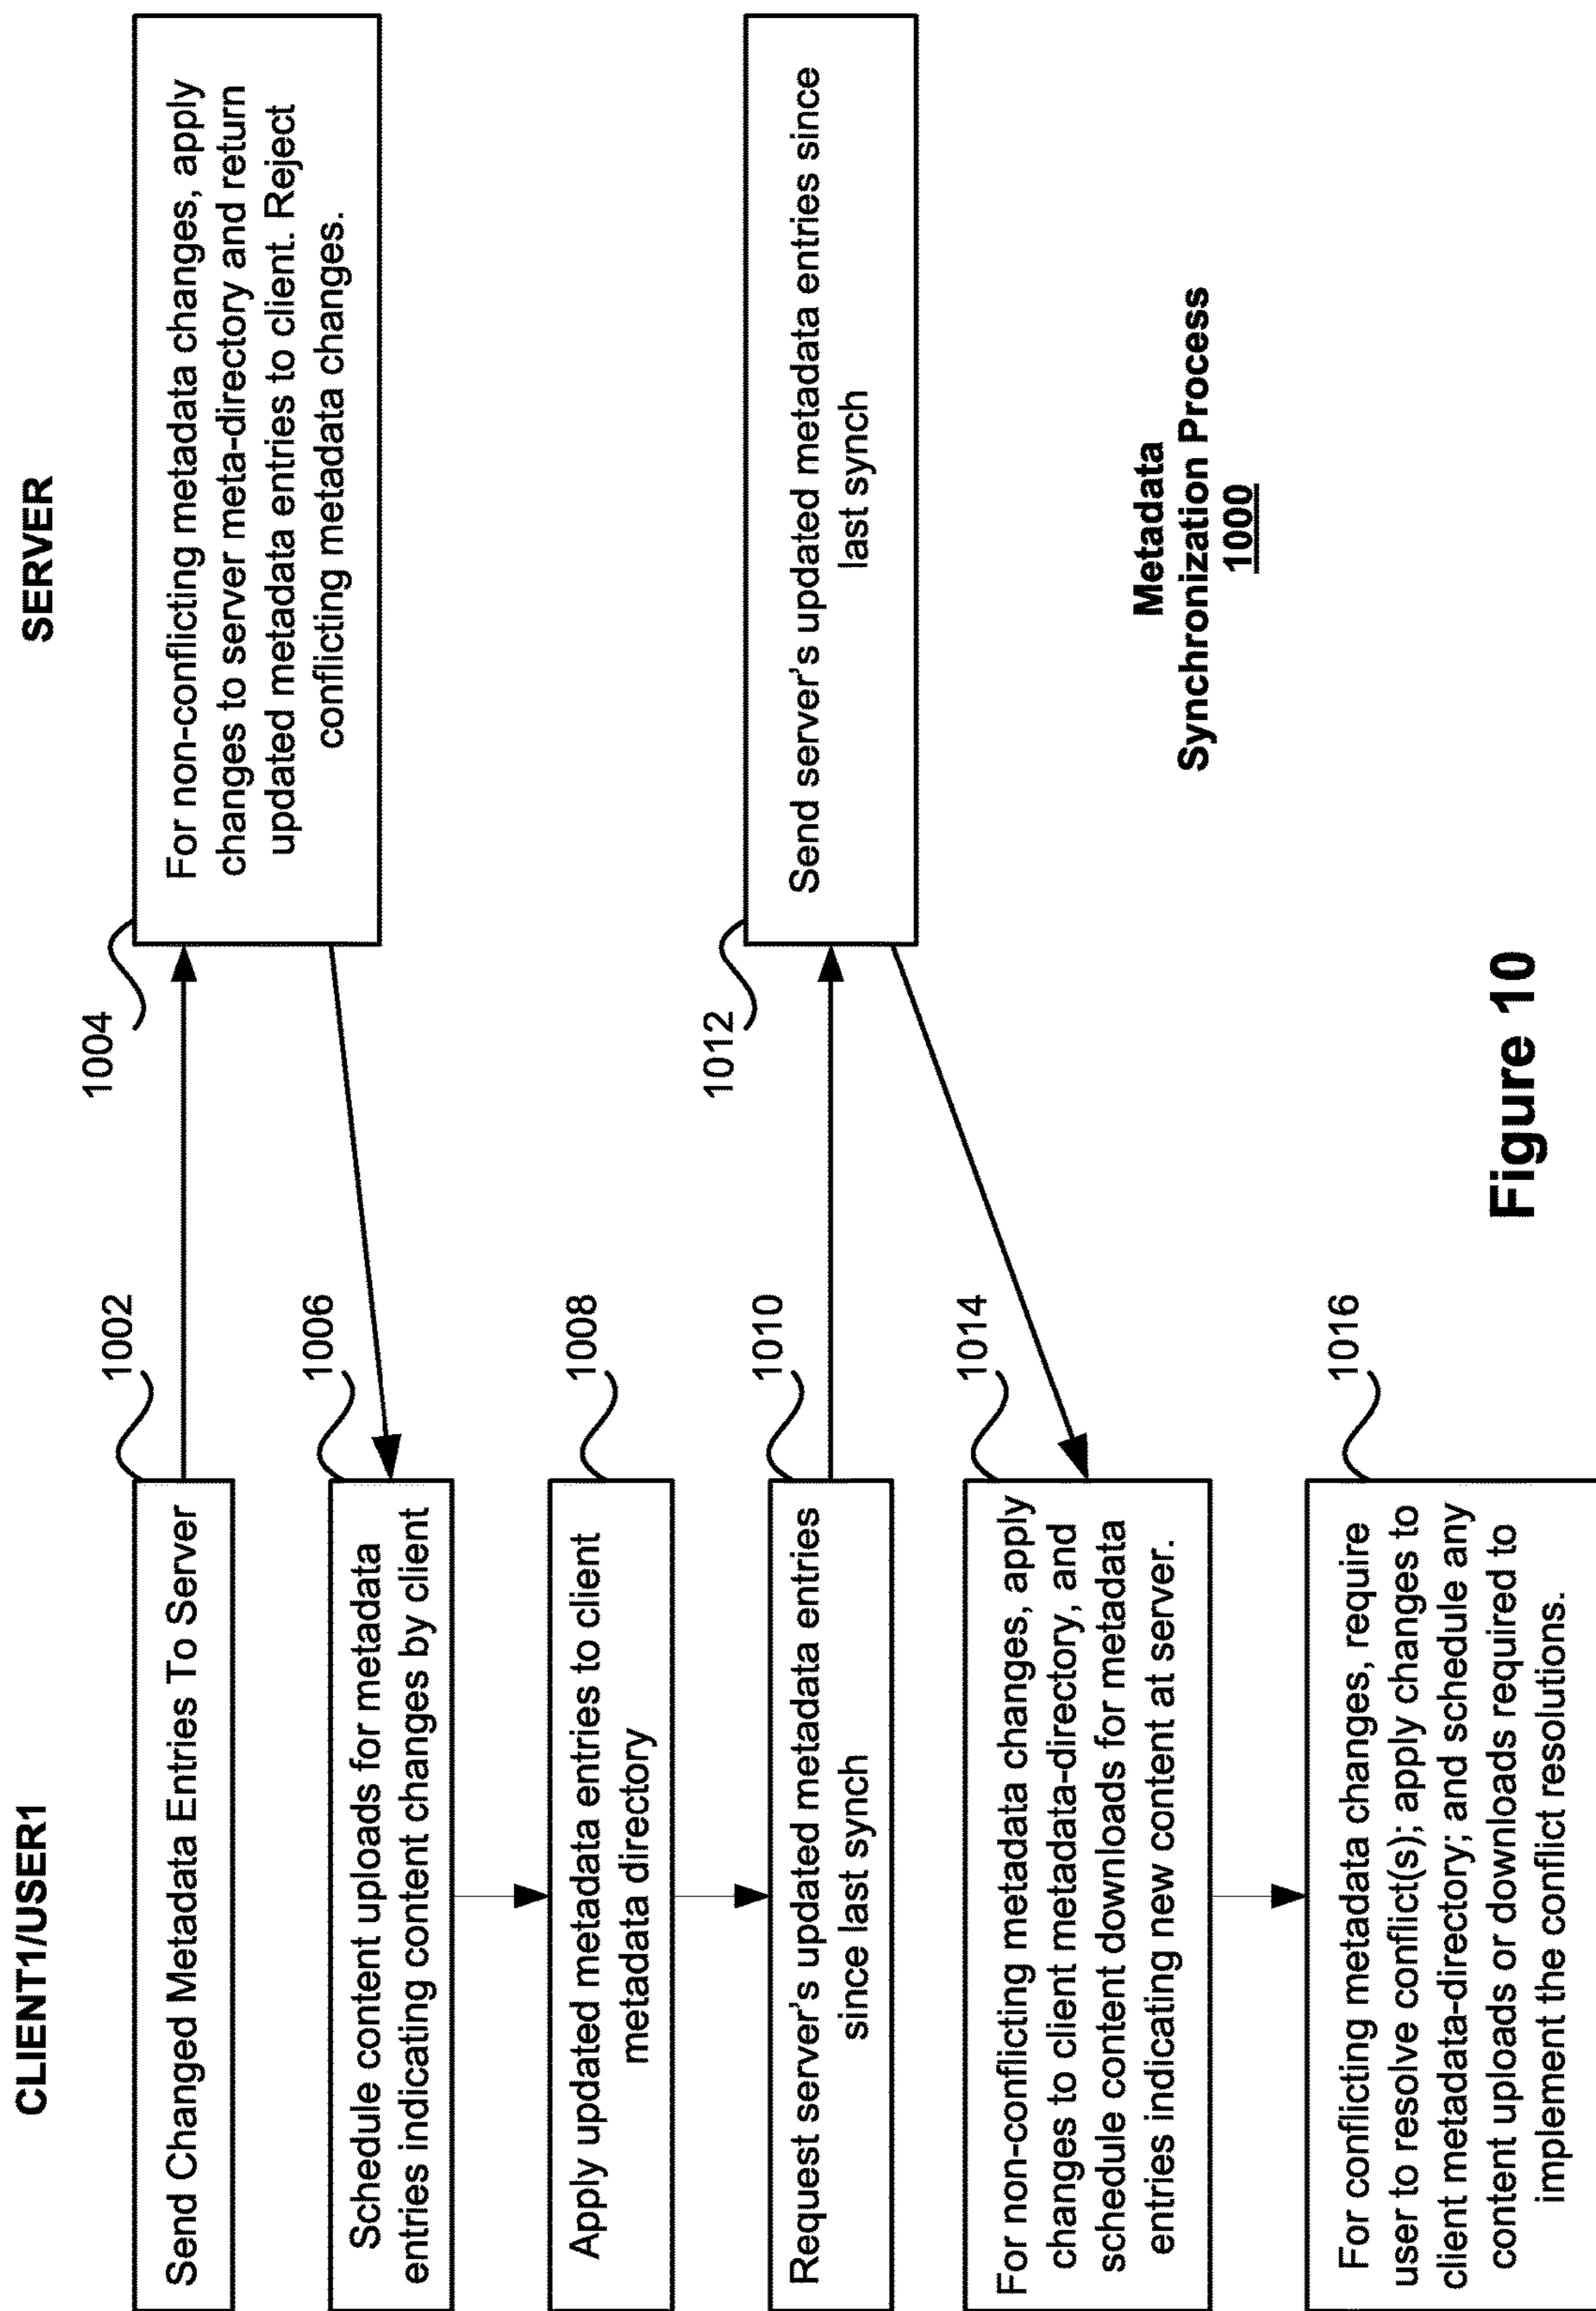 CLIENT1/USER1
SERVER
1002
Send Changed Metadata Entries To Server
1004
For non-conflicting metadata changes, apply
changes to server meta-directory and return
updated metadata entries to client. Reject
conflicting metadata changes.
1006
Schedule content uploads for metadata
entries indicating content changes by client
1008
Apply updated metadata entries to client
metadata directory
1010
Request server's updated metadata entries
since last synch
1012
Send server's updated metadata entries since
last synch
1014
For non-conflicting metadata changes, apply
changes to client metadata-directory, and
schedule content downloads for metadata
entries indicating new content at server.
1016
For conflicting metadata changes, require
user to resolve conflict(s); apply changes to
client metadata-directory; and schedule any
content uploads or downloads required to
implement the conflict resolutions.
Metadata
Synchronization Process
1000
Figure 10